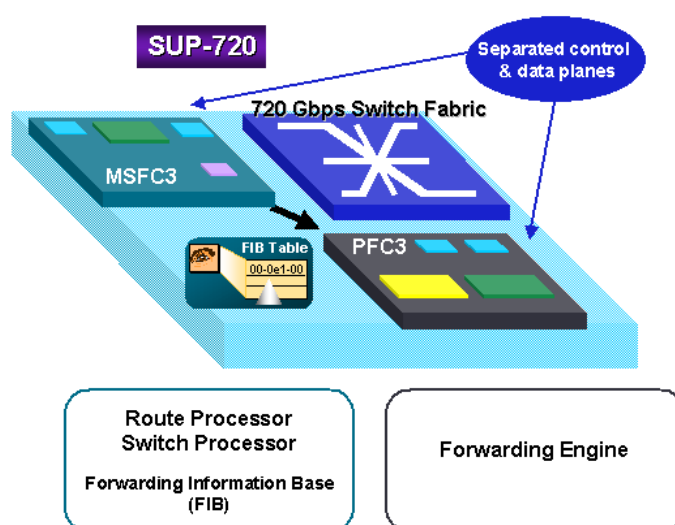 SUP-720
Separated control
& data planes
720 Gbps Switch Fabric
MSFC3
FIB Table
00-0e1-00
PFC3
Route Processor
Switch Processor
Forwarding Information Base
(FIB)
Forwarding Engine